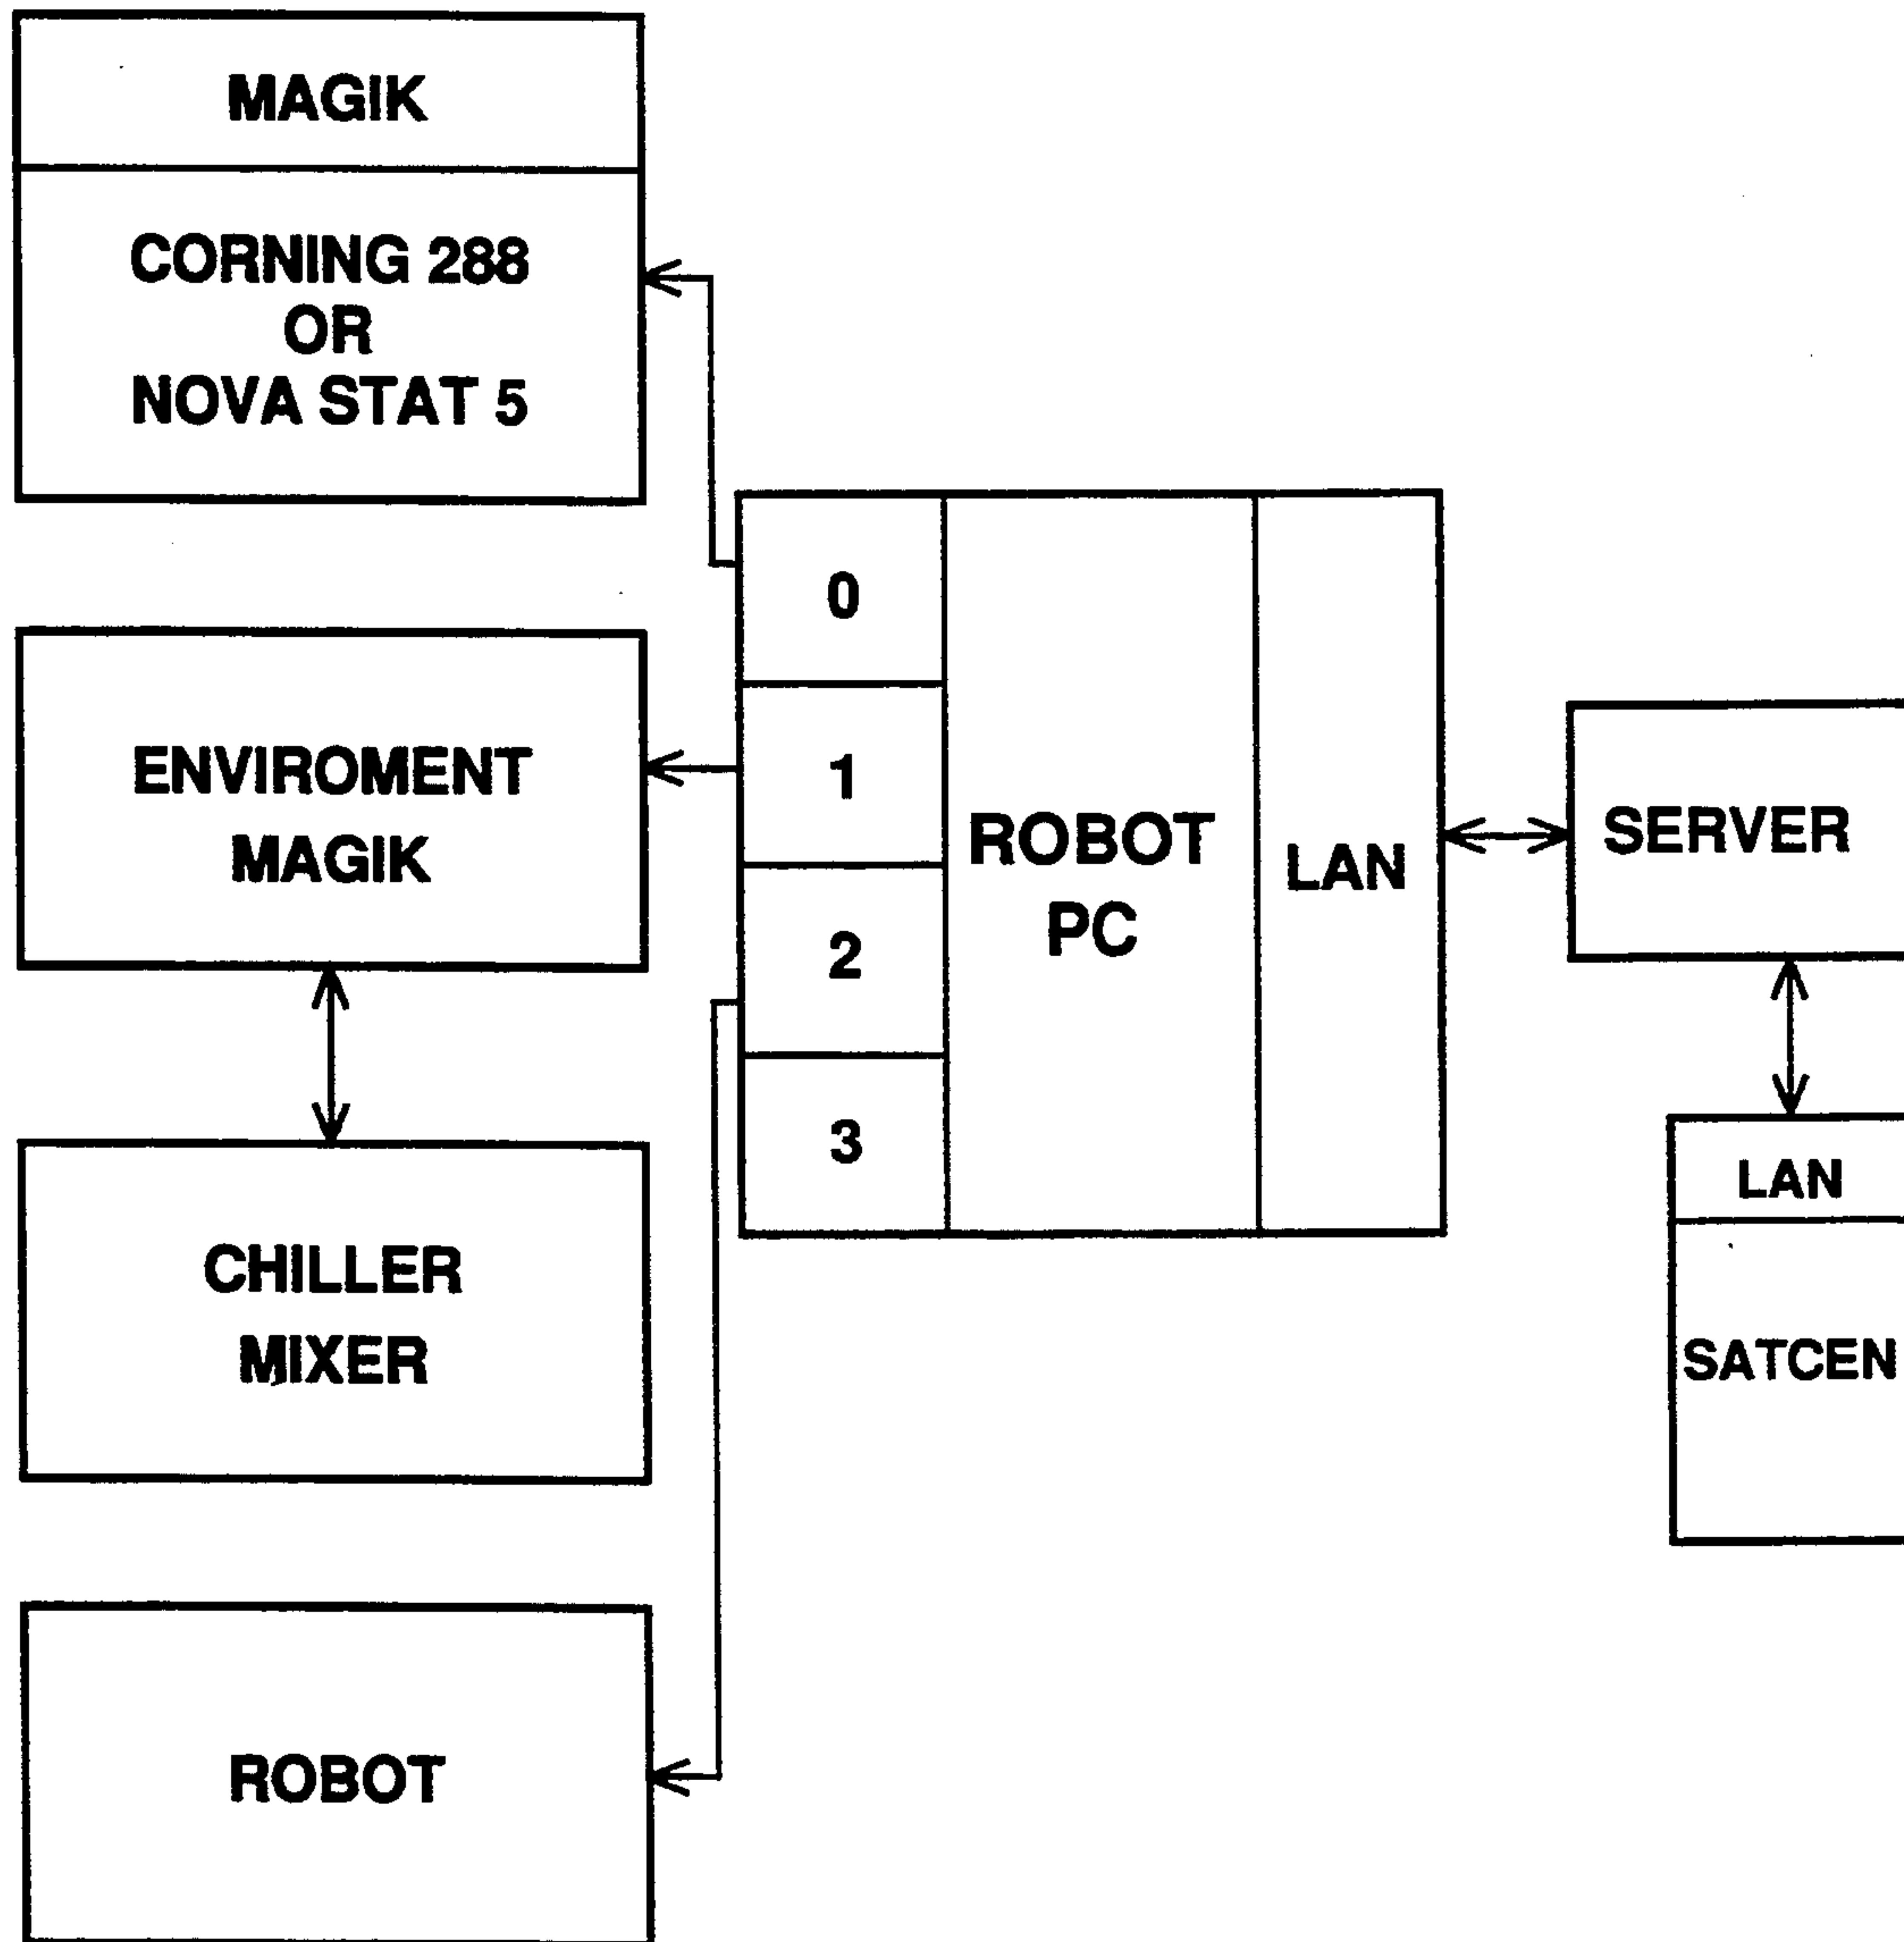 MAGIK
CORNING 288
OR
NOVA STAT 5
ENVIROMENT
MAGIK
CHILLER
MIXER
ROBOT
0
1
2
3
ROBOT
PC
LAN
SERVER
LAN
SATCEN